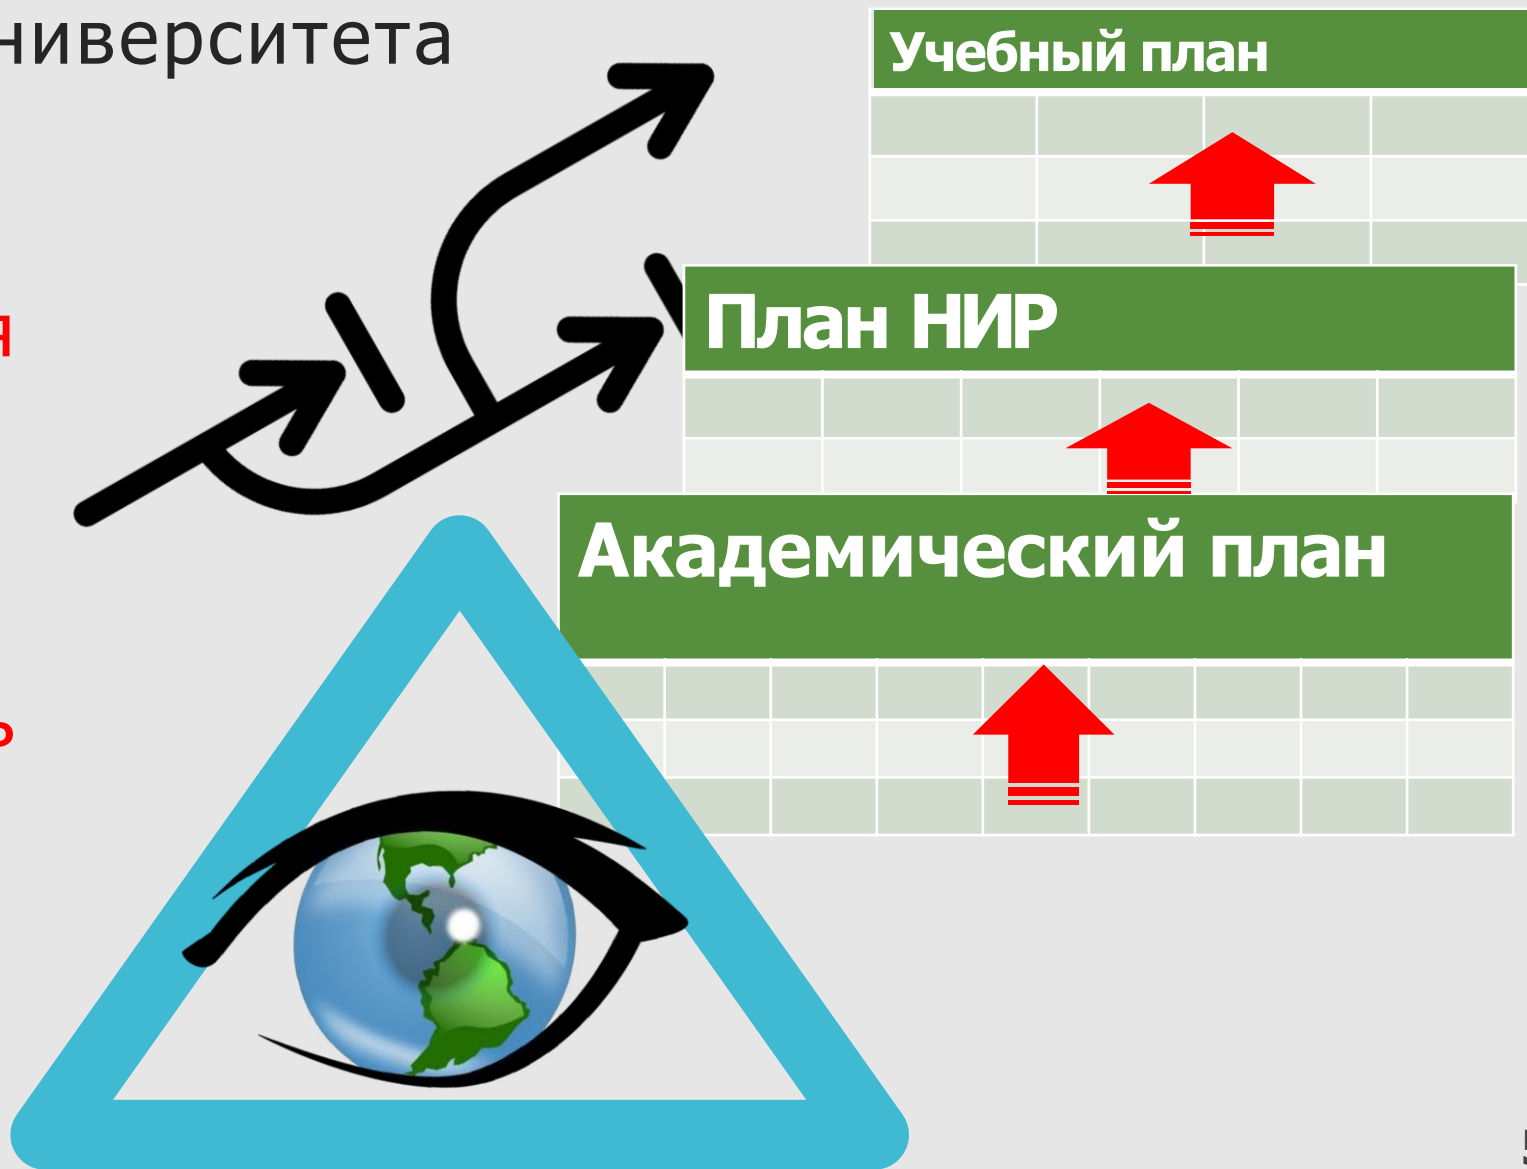 ниверситета
Учебный план
я
План НИР
Академический план
ь